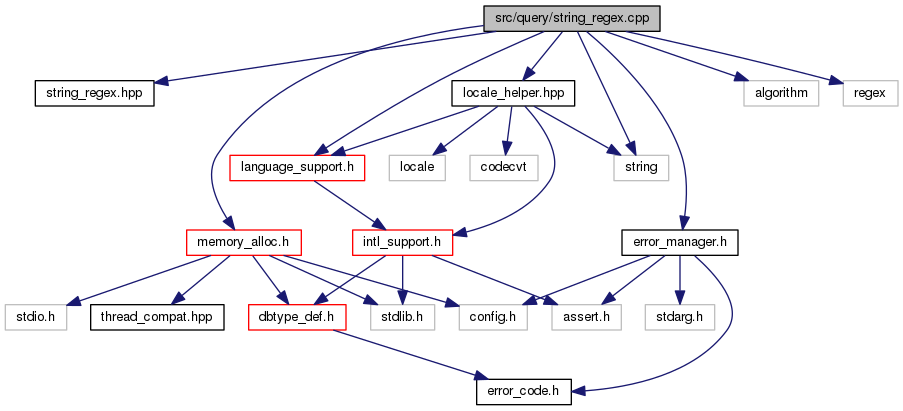 src/query/string_regex.cpp
string_regex.hpp
locale_helper.hpp
algorithm
regex
language_support.h
locale
codecvt
string
memory_alloc.h
intl_support.h
error_manager.h
stdio.h
thread_compat.hpp
dbtype_def.h
stdlib.h
config.h
assert.h
stdarg.h
error_code.h